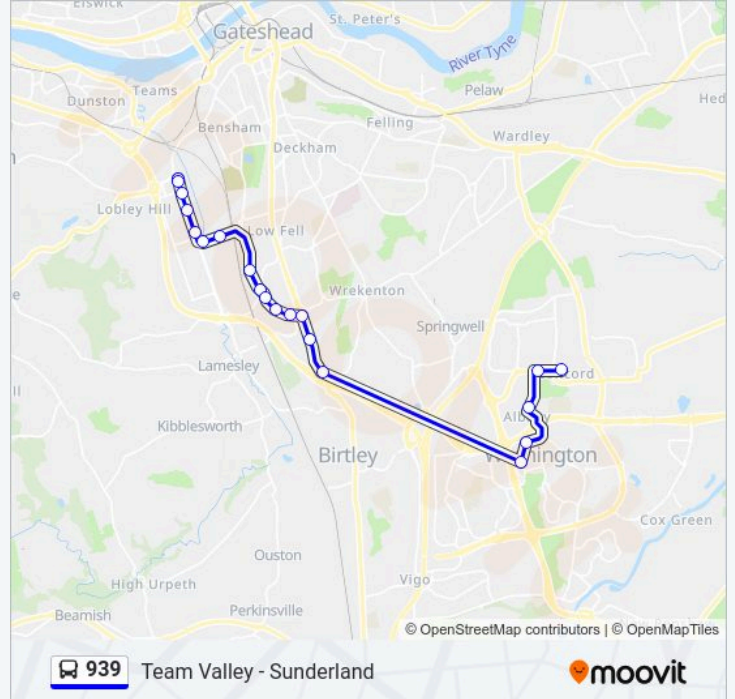 Elswick
St. Peter's
Gateshead
River Tyne
Teams
Dunston
Pelaw
Hed
Felling
Bensham
Wardley
Deckham
Lobley Hill
Low Fell
Wrekenton
Springwell
Lamesley
Kibblesworth
Birtley
Cox Green
Ouston
Vigo
High Urpeth
Perkinsville
Beamish
© OpenStreetMap contributors | © OpenMapTiles
939 Team Valley - Sunderland
moovit